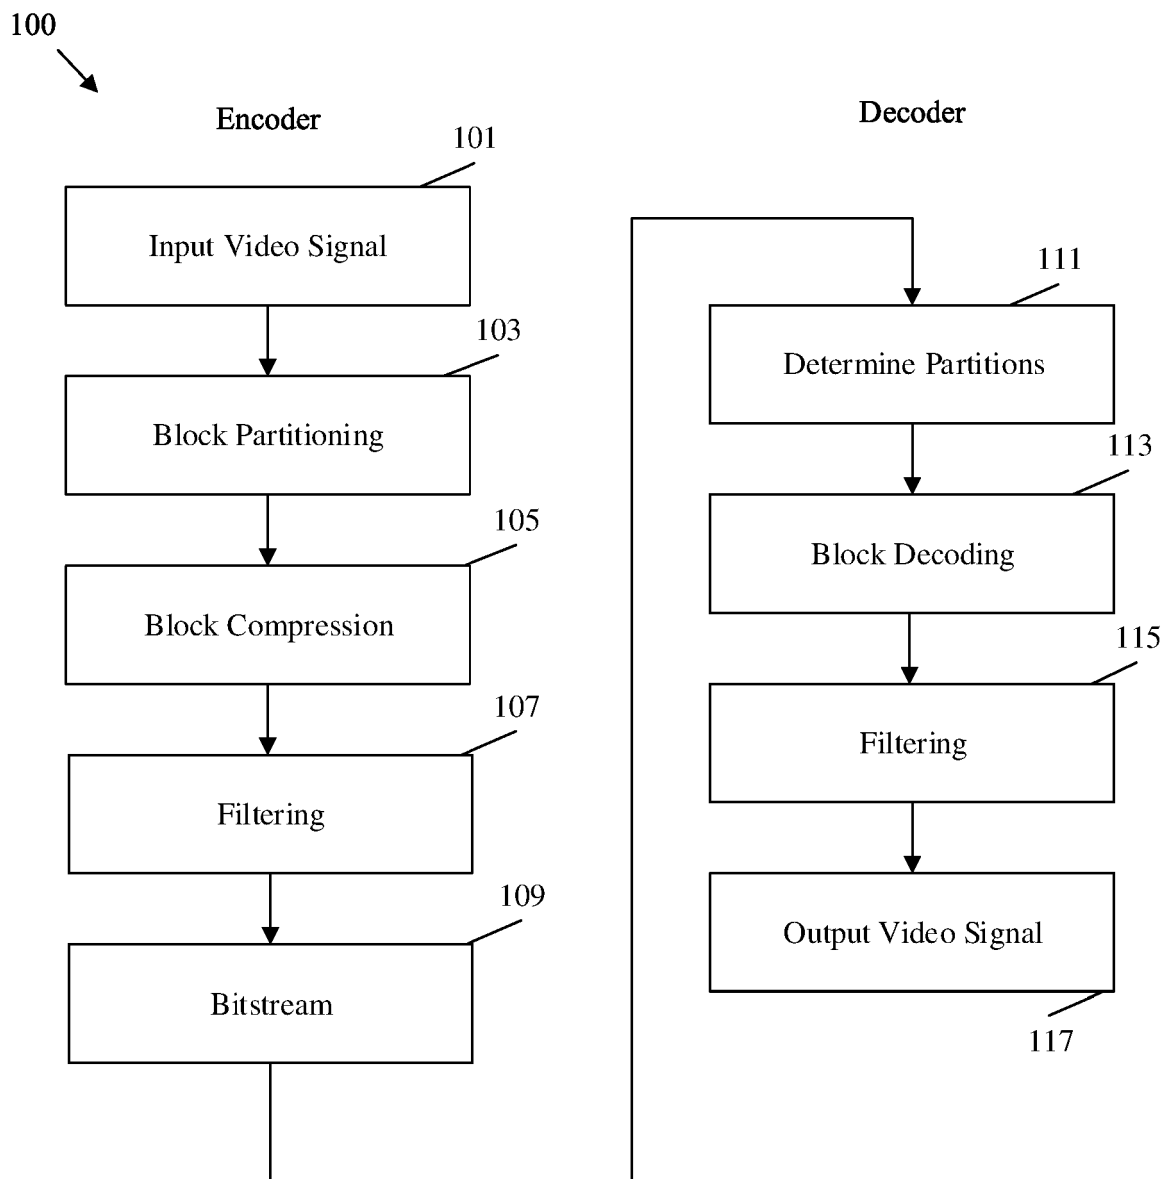 100
Encoder
101
Input Video Signal
103
Block Partitioning
105
Block Compression
107
Filtering
109
Bitstream
Decoder
111
Determine Partitions
113
Block Decoding
115
Filtering
Output Video Signal
117